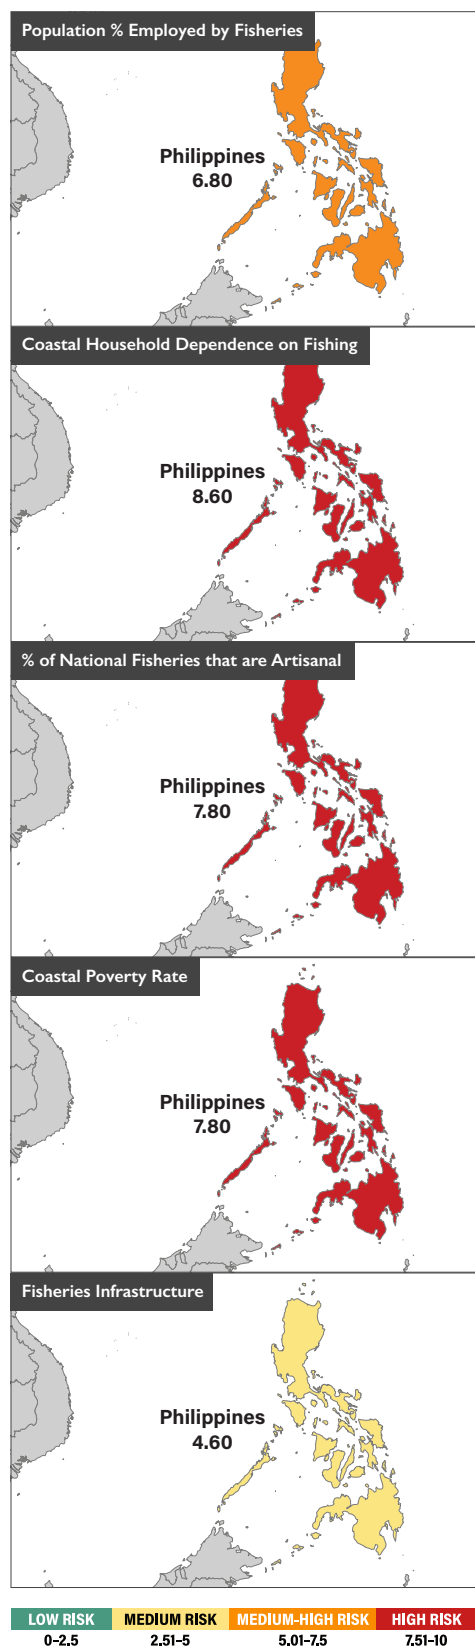 Population % Employed by Fisheries
Philippines
6.80
Coastal Household Dependence on Fishing
Philippines
8.60
% of National Fisheries that are Artisanal
Philippines
7.80
Coastal Poverty Rate
Philippines
7.80
Fisheries Infrastructure
Philippines
4.60
LOW RISK MEDIUM RISK MEDIUM-HIGH RISK HIGH RISK
0–2.5 2.51–5 5.01–7.5 7.51–10